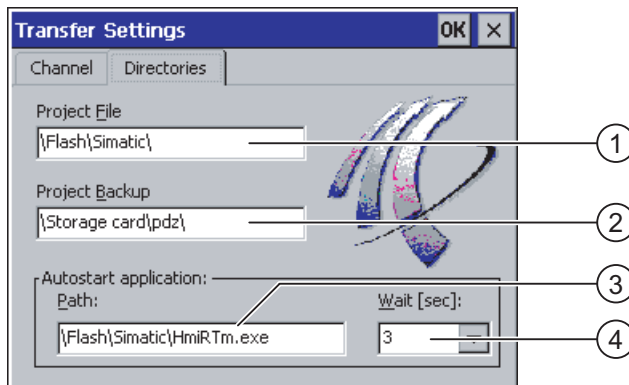 Transfer Settings OK ×
Channel Directories
Project File
\Flash\Simatic\
1
Project Backup
\Storage card\pdz\
2
Autostart application:
3
Path: Wait [sec]:
\Flash\Simatic\HmiRTm.exe 3
4